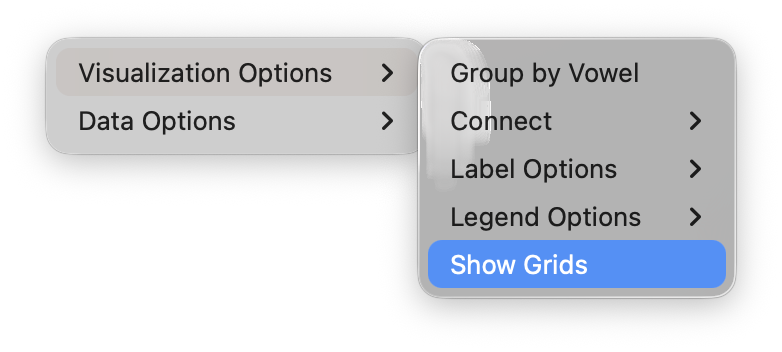 Visualization Options
Data Options
Group by Vowel
Connect
Label Options
Legend Options
Show Grids